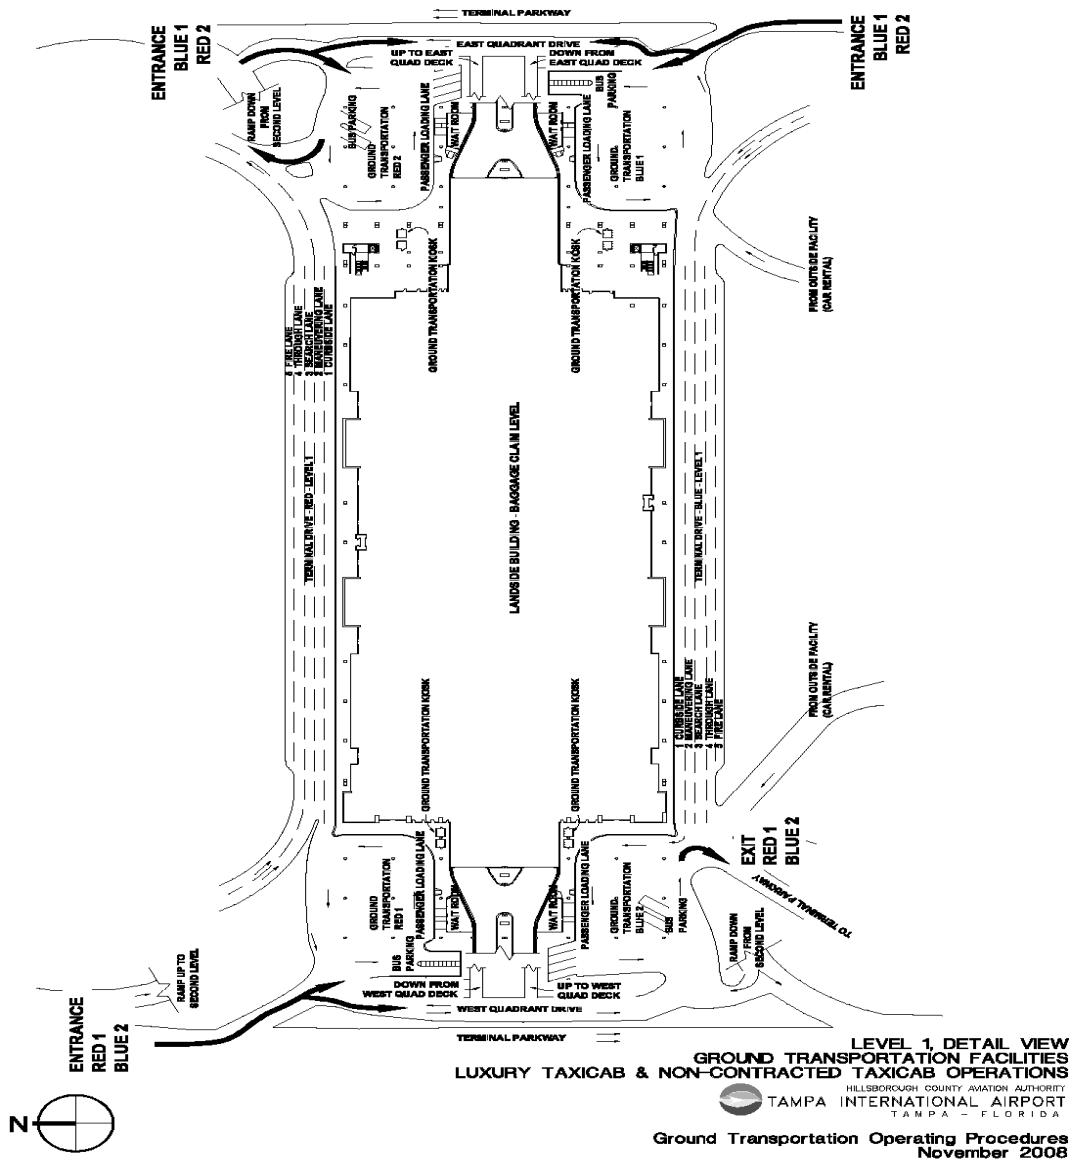 TERMINAL PARKWAY
ENTRANCE
BLUE 1
RED 2
EAST QUADRANT DRIVE
UP TO EAST
QUAD DECK
DOWN FROM
EAST QUAD DECK
ENTRANCE
BLUE 1
RED 2
RAMP DOWN
FROM
SECOND LEVEL
BUS PARKING
GROUND
TRANSPORTATION
RED 2
PASSENGER LOADING LANE
WAIT ROOM
WAIT ROOM
PASSENGER LOADING LANE
BUS
PARKING
GROUND
TRANSPORTATION
BLUE 1
GROUND TRANSPORTATION KIOSK
GROUND TRANSPORTATION KIOSK
FROM OUTSIDE FACILITY
(CAR RENTAL)
5 FIRE LANE
4 THROUGH LANE
3 SEARCH LANE
2 MANEUVERING LANE
1 CURBSIDE LANE
TERMINAL DRIVE - RED - LEVEL 1
LANDSIDE BUILDING - BAGGAGE CLAIM LEVEL
TERMINAL DRIVE - BLUE - LEVEL 1
FROM OUTSIDE FACILITY
(CAR RENTAL)
1 CURBSIDE LANE
2 MANEUVERING LANE
3 SEARCH LANE
4 THROUGH LANE
5 FIRE LANE
GROUND TRANSPORTATION KIOSK
GROUND TRANSPORTATION KIOSK
EXIT
RED 1
BLUE 2
TO TERMINAL PARKWAY
GROUND
TRANSPORTATION
RED 1
PASSENGER LOADING LANE
WAIT ROOM
WAIT ROOM
PASSENGER LOADING LANE
GROUND
TRANSPORTATION
BLUE 2
BUS
PARKING
RAMP DOWN
FROM
SECOND LEVEL
BUS
PARKING
RAMP UP TO
SECOND LEVEL
DOWN FROM
WEST QUAD DECK
UP TO WEST
QUAD DECK
WEST QUADRANT DRIVE
ENTRANCE
RED 1
BLUE 2
TERMINAL PARKWAY
LEVEL 1, DETAIL VIEW
GROUND TRANSPORTATION FACILITIES
LUXURY TAXICAB & NON-CONTRACTED TAXICAB OPERATIONS
HILLSBOROUGH COUNTY AVIATION AUTHORITY
TAMPA INTERNATIONAL AIRPORT
TAMPA - FLORIDA
N
Ground Transportation Operating Procedures
November 2008